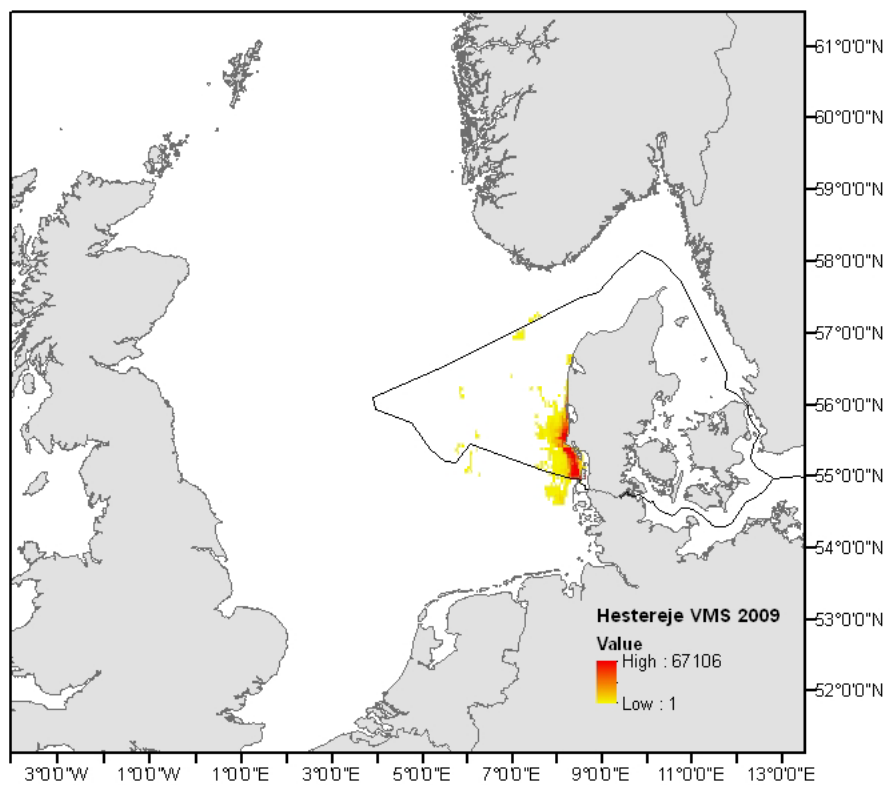 61°0'0"N
60°0'0"N
59°0'0"N
58°0'0"N
57°0'0"N
56°0'0"N
55°0'0"N
54°0'0"N
53°0'0"N
52°0'0"N
Hestereje VMS 2009
Value
High : 67106
Low : 1
3°0'0"W 1°0'0"W 1°0'0"E 3°0'0"E 5°0'0"E 7°0'0"E 9°0'0"E 11°0'0"E 13°0'0"E